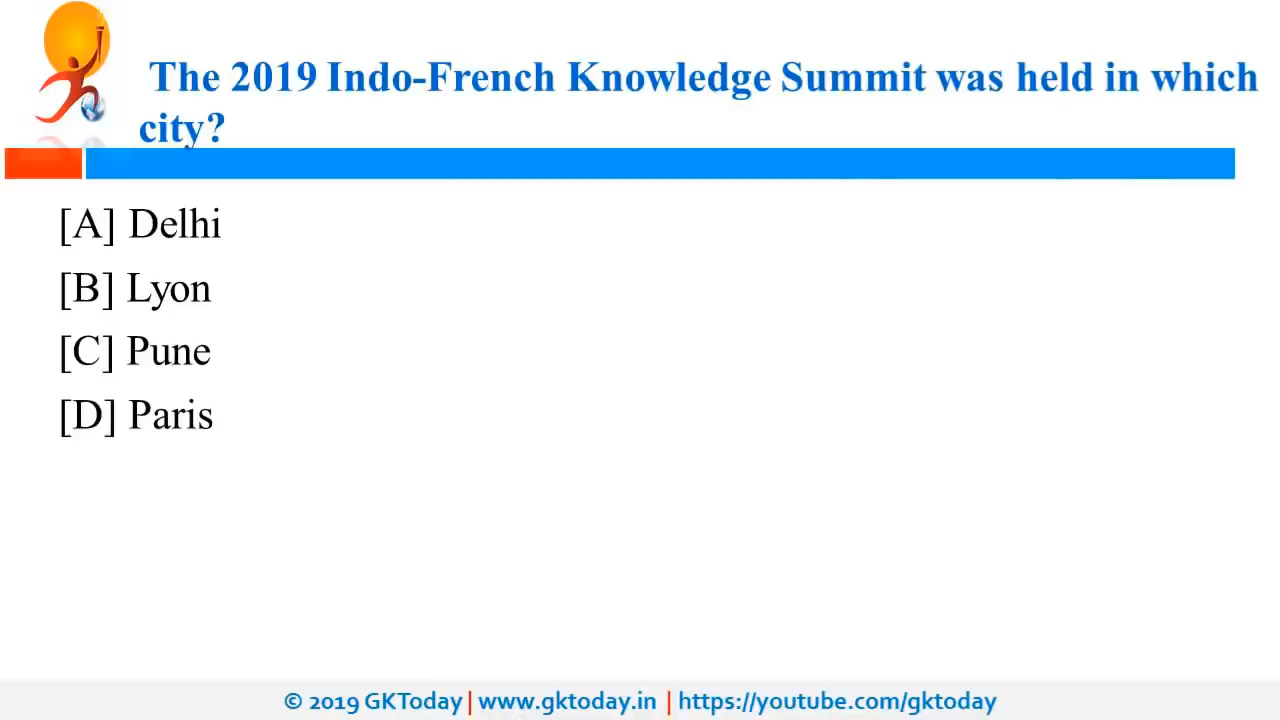 The 2019 Indo-French Knowledge Summit was held in which
city?
[A] Delhi
[B] Lyon
[C] Pune
[D] Paris
© 2019 GKToday | www.gktoday.in | https://youtube.com/gktoday